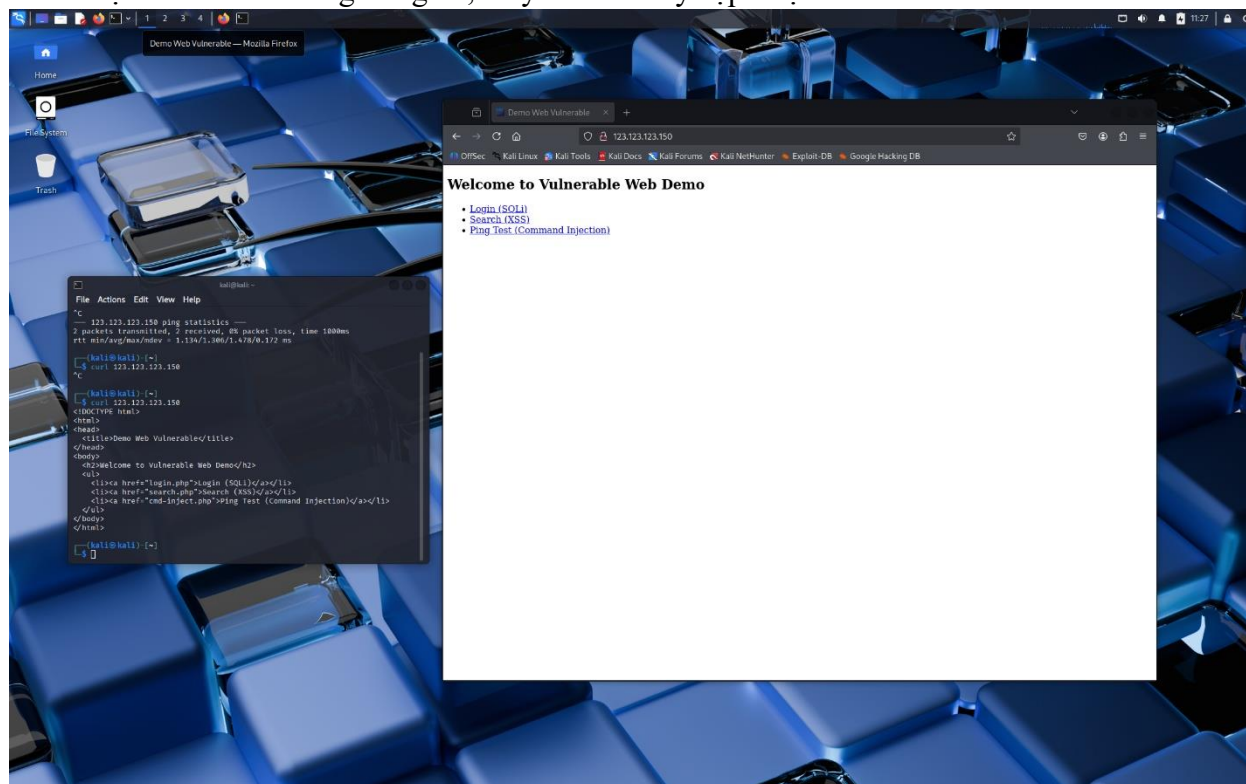 1 2 3 4
11:27
Demo Web Vulnerable — Mozilla Firefox
Home
File System
Trash
Demo Web Vulnerable
123.123.123.150
OffSec Kali Linux Kali Tools Kali Docs Kali Forums Kali NetHunter Exploit-DB Google Hacking DB
Welcome to Vulnerable Web Demo
• Login (SQLi)
• Search (XSS)
• Ping Test (Command Injection)
kali@kali: ~
File Actions Edit View Help
^C
— 123.123.123.150 ping statistics —
2 packets transmitted, 2 received, 0% packet loss, time 1000ms
rtt min/avg/max/mdev = 1.134/1.306/1.478/0.172 ms
(kali㉿kali)-[~]
$ curl 123.123.123.150
^C
(kali㉿kali)-[~]
$ curl 123.123.123.150
<!DOCTYPE html>
<html>
<head>
<title>Demo Web Vulnerable</title>
</head>
<body>
<h2>Welcome to Vulnerable Web Demo</h2>
<ul>
<li><a href="login.php">Login (SQLi)</a></li>
<li><a href="search.php">Search (XSS)</a></li>
<li><a href="cmd-inject.php">Ping Test (Command Injection)</a></li>
</ul>
</body>
</html>
(kali㉿kali)-[~]
$